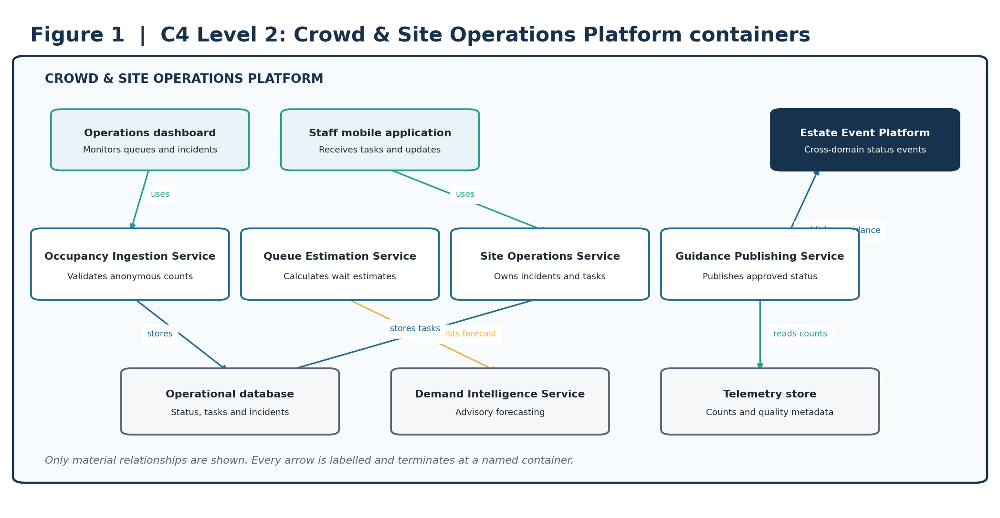 Figure 1 | C4 Level 2: Crowd & Site Operations Platform containers
CROWD & SITE OPERATIONS PLATFORM
Operations dashboard
Monitors queues and incidents
Staff mobile application
Receives tasks and updates
Estate Event Platform
Cross-domain status events
uses
uses
Occupancy Ingestion Service
Validates anonymous counts
Queue Estimation Service
Calculates wait estimates
Site Operations Service
Owns incidents and tasks
Guidance Publishing Service
Publishes approved status
stores
stores tasks
forecast
reads counts
Operational database
Status, tasks and incidents
Demand Intelligence Service
Advisory forecasting
Telemetry store
Counts and quality metadata
Only material relationships are shown. Every arrow is labelled and terminates at a named container.